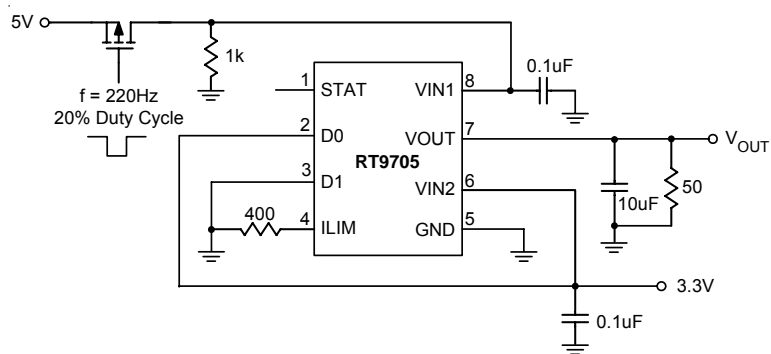 5V
f = 220Hz
20% Duty Cycle
1k
0.1uF
1 STAT VIN1 8
2 D0 VOUT 7
RT9705
3 D1 VIN2 6
4 ILIM GND 5
400
VOUT
10uF
50
3.3V
0.1uF